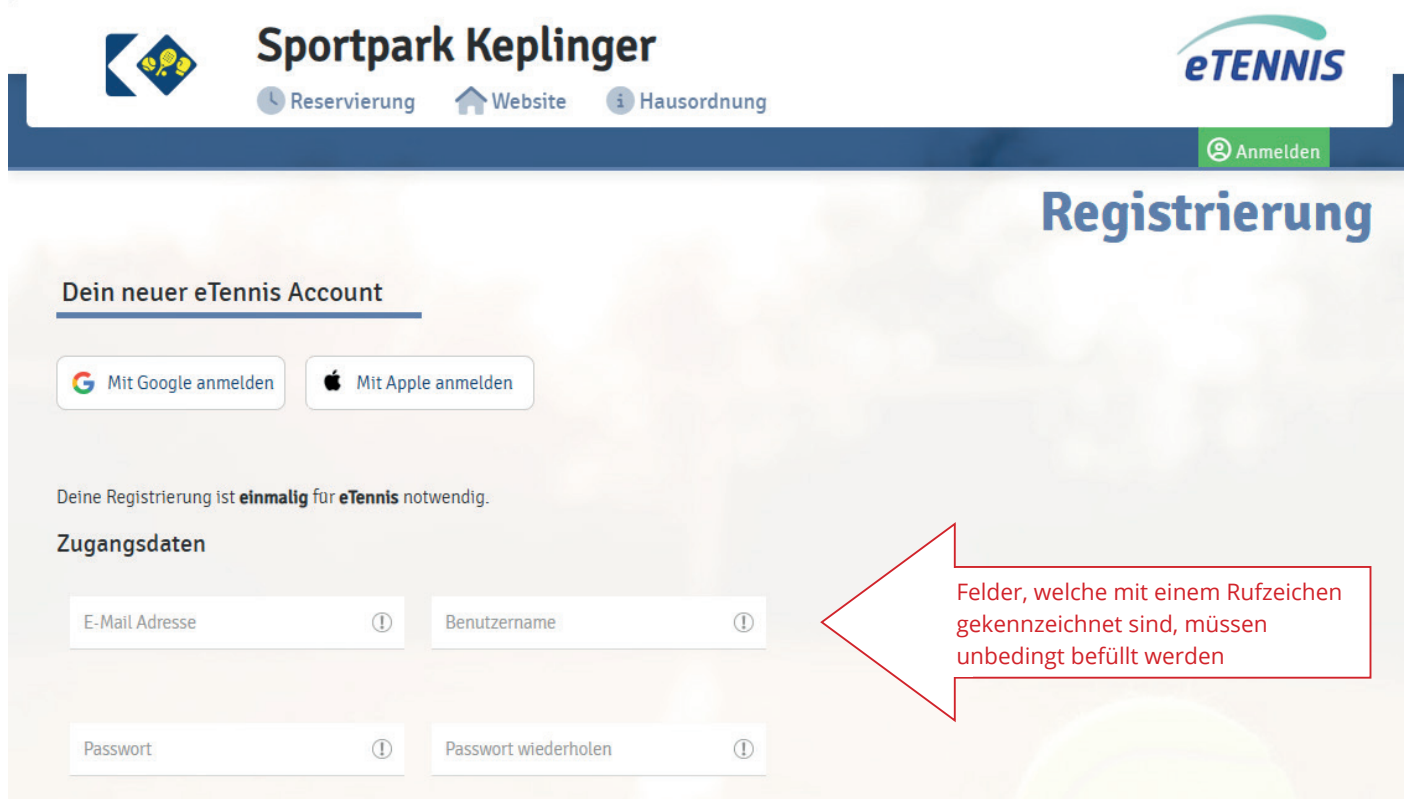 Sportpark Keplinger
eTENNIS
Reservierung Website Hausordnung
Anmelden
Registrierung
Dein neuer eTennis Account
Mit Google anmelden Mit Apple anmelden
Deine Registrierung ist einmalig für eTennis notwendig.
Zugangsdaten
E-Mail Adresse Benutzername
Felder, welche mit einem Rufzeichen
gekennzeichnet sind, müssen
unbedingt befüllt werden
Passwort Passwort wiederholen